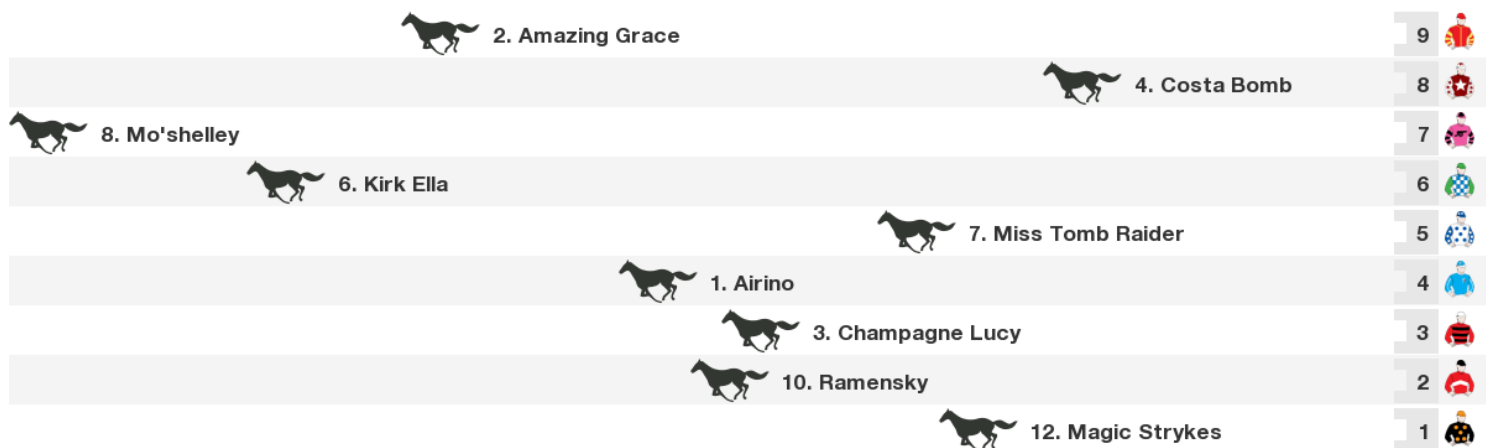 2. Amazing Grace 9
4. Costa Bomb 8
8. Mo'shelley 7
6. Kirk Ella 6
7. Miss Tomb Raider 5
1. Airino 4
3. Champagne Lucy 3
10. Ramensky 2
12. Magic Strykes 1